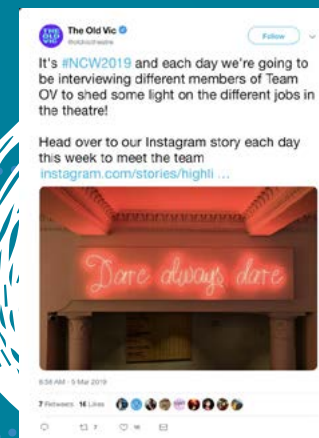 The Old Vic
@oldvictheatre
Follow
It's #NCW2019 and each day we're going to
be interviewing different members of Team
OV to shed some light on the different jobs in
the theatre!
Head over to our Instagram story each day
this week to meet the team
instagram.com/stories/highli ...
Dare always dare
8:56 AM - 5 Mar 2019
7 Retweets 16 Likes
7 16